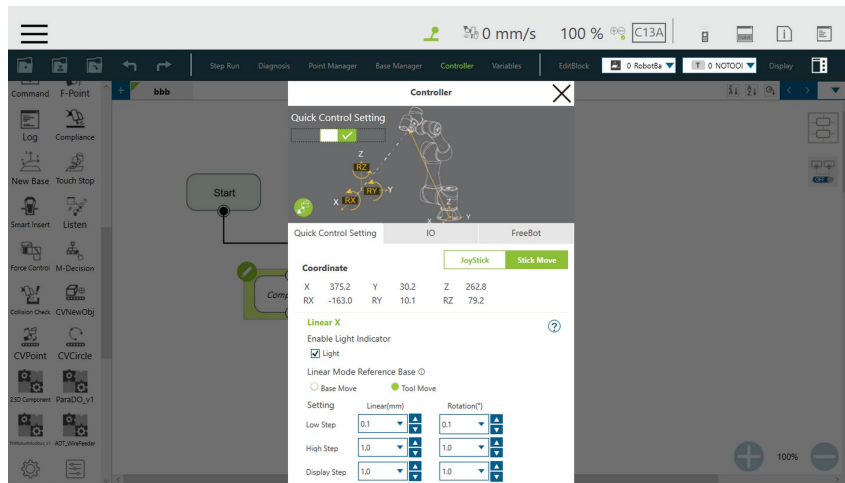 0 mm/s 100 % C13A
Step Run Diagnosis Point Manager Base Manager Controller Variables EditBlock 0 RobotBa T 0 NOTOOl Display
Command F-Point + bbb
Controller
Quick Control Setting
Log Compliance
New Base Touch Stop
Smart Insert Listen
Force Control M-Decision
Collision Check CVNewObj
CVPoint CVCircle
2.5D Component ParaDO_v1
ADT_WireFeeder
Start
Comp
OFF
Z
RZ
RY Y
X RX
Z
X Y
Quick Control Setting IO FreeBot
JoyStick Stick Move
Coordinate
X 375.2 Y 30.2 Z 262.8
RX -163.0 RY 10.1 RZ 79.2
Linear X
Enable Light Indicator
Light
Linear Mode Reference Base
Base Move Tool Move
Setting Linear(mm) Rotation(°)
Low Step 0.1 0.1
High Step 1.0 1.0
Display Step 1.0 1.0
100%